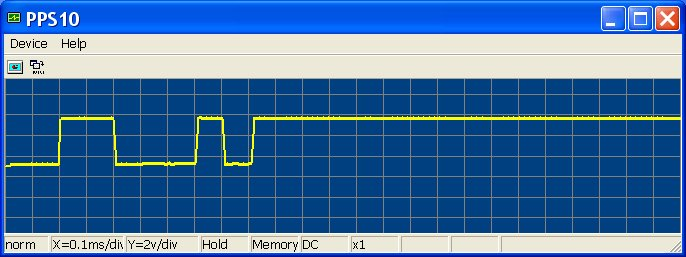 PPS10
Device Help
norm X=0.1ms/div Y=2v/div Hold Memory DC x1